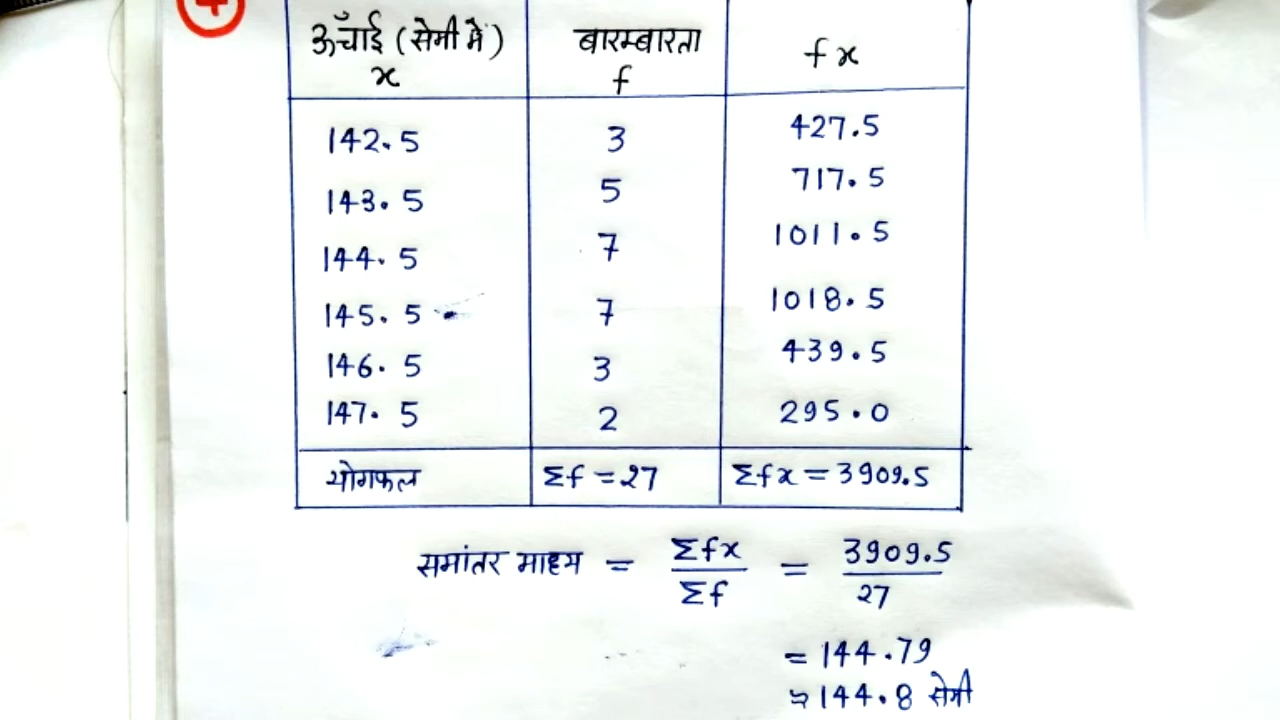 4
ऊँचाई (सेमी में) बारम्बारता fx
x f
142.5 3 427.5
143.5 5 717.5
144.5 7 1011.5
145.5 7 1018.5
146.5 3 439.5
147.5 2 295.0
योगफल Σf = 27 Σfx = 3909.5
समांतर माध्य = Σfx / Σf = 3909.5 / 27
= 144.79
≈ 144.8 सेमी